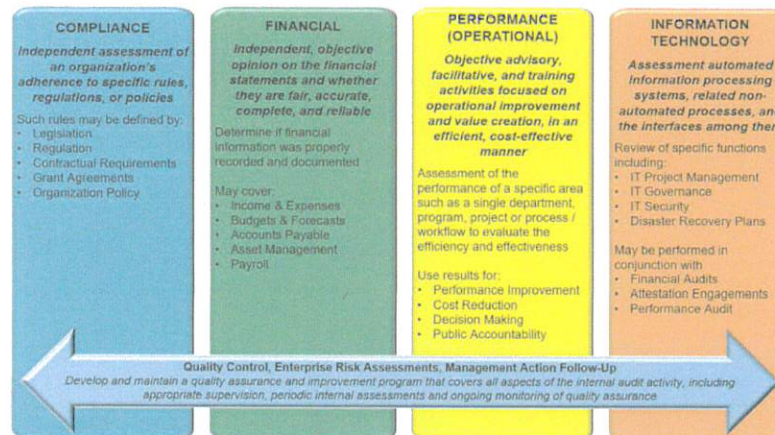 COMPLIANCE
Independent assessment of
an organization's
adherence to specific rules,
regulations, or policies
Such rules may be defined by:
• Legislation
• Regulation
• Contractual Requirements
• Grant Agreements
• Organization Policy
FINANCIAL
Independent, objective
opinion on the financial
statements and whether
they are fair, accurate,
complete, and reliable
Determine if financial
information was properly
recorded and documented
May cover:
• Income & Expenses
• Budgets & Forecasts
• Accounts Payable
• Asset Management
• Payroll
PERFORMANCE
(OPERATIONAL)
Objective advisory,
facilitative, and training
activities focused on
operational improvement
and value creation, in an
efficient, cost-effective
manner
Assessment of the
performance of a specific area
such as a single department,
program, project or process /
workflow to evaluate the
efficiency and effectiveness
Use results for:
• Performance Improvement
• Cost Reduction
• Decision Making
• Public Accountability
INFORMATION
TECHNOLOGY
Assessment automated
information processing
systems, related non-
automated processes, and
the interfaces among them
Review of specific functions
including:
• IT Project Management
• IT Governance
• IT Security
• Disaster Recovery Plans
May be performed in
conjunction with
• Financial Audits
• Attestation Engagements
• Performance Audit
Quality Control, Enterprise Risk Assessments, Management Action Follow-Up
Develop and maintain a quality assurance and improvement program that covers all aspects of the internal audit activity, including
appropriate supervision, periodic internal assessments and ongoing monitoring of quality assurance